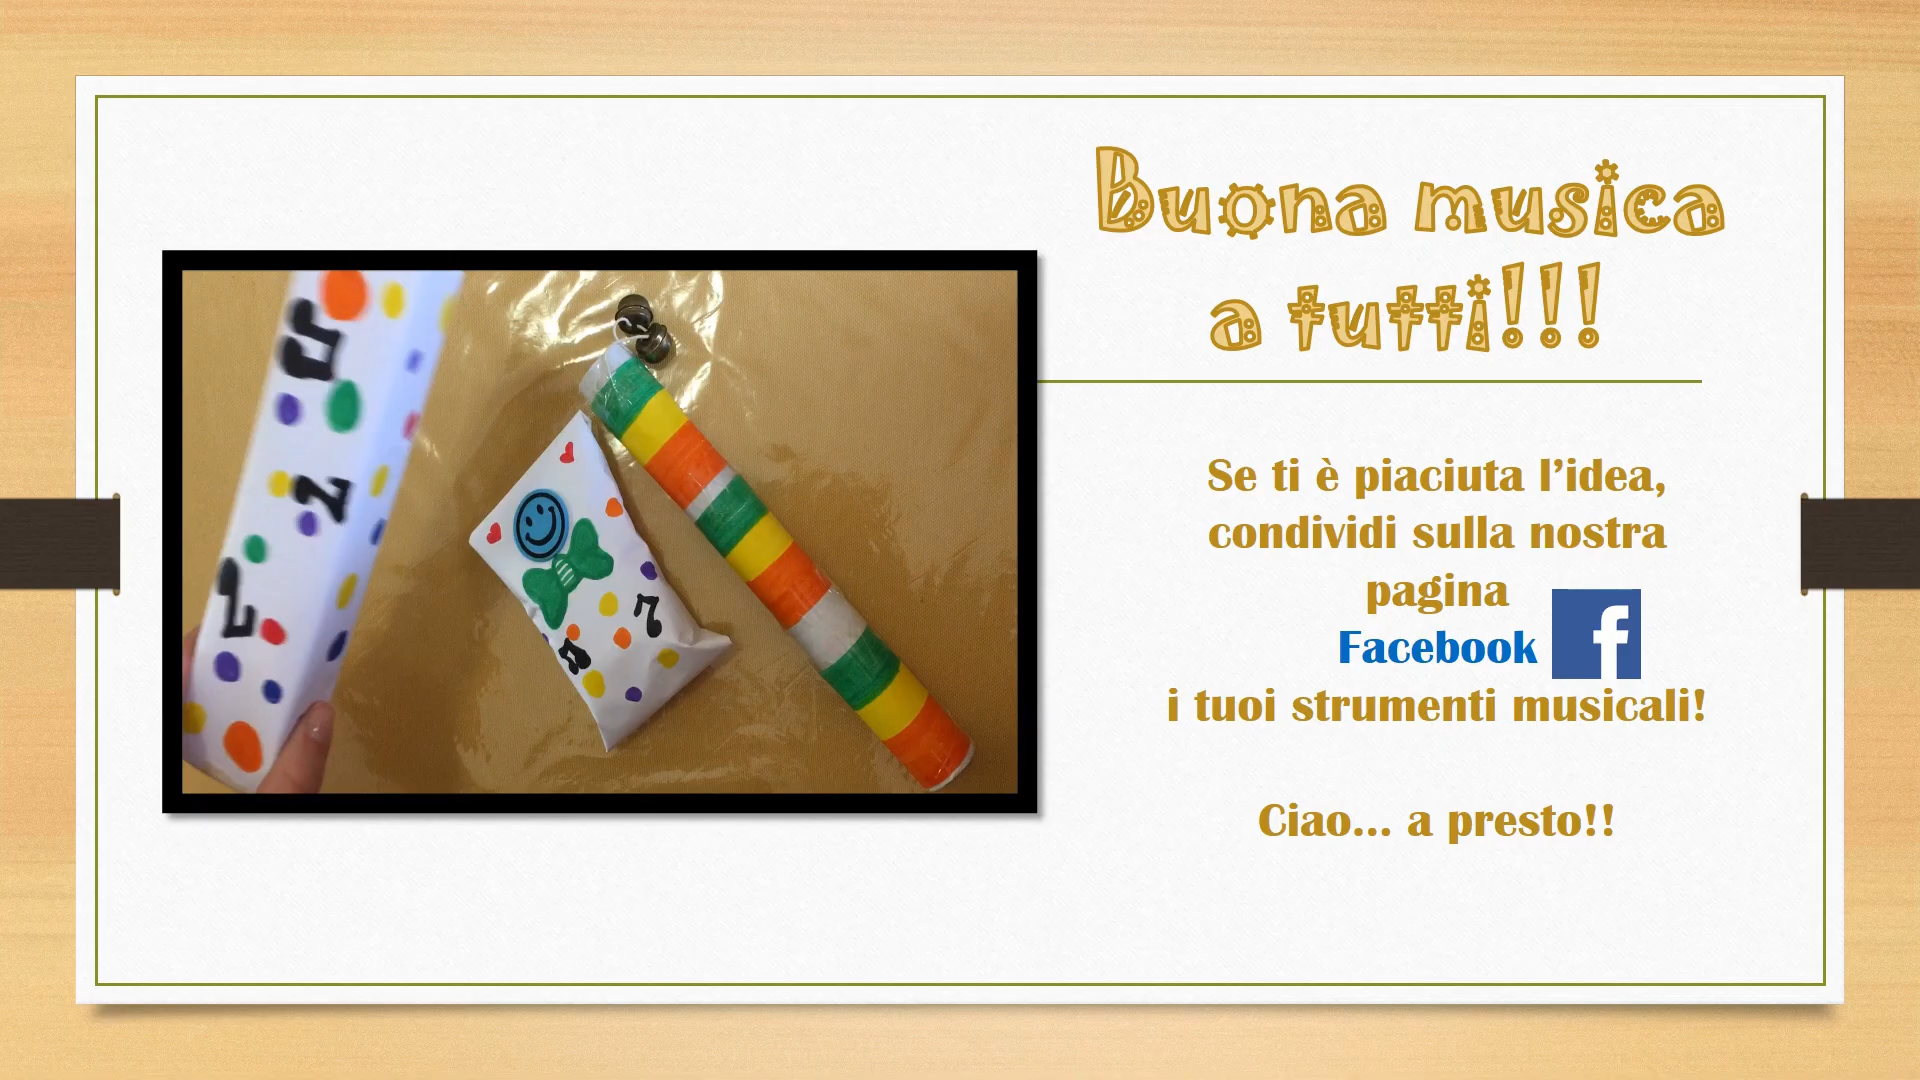 Buona musica
a tutti!!!
Se ti è piaciuta l’idea,
condividi sulla nostra
pagina
Facebook
i tuoi strumenti musicali!
Ciao... a presto!!